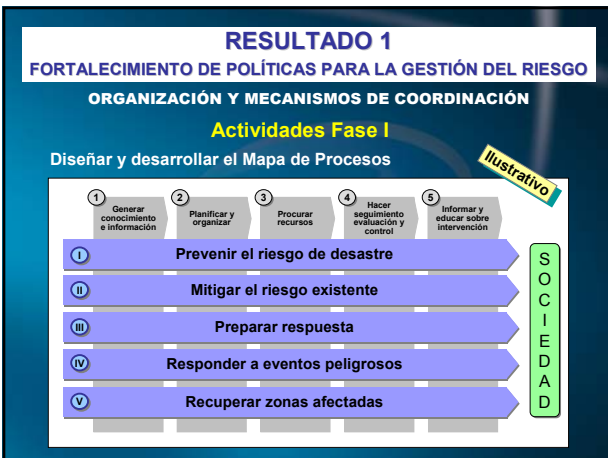 RESULTADO 1
FORTALECIMIENTO DE POLÍTICAS PARA LA GESTIÓN DEL RIESGO
ORGANIZACIÓN Y MECANISMOS DE COORDINACIÓN
Actividades Fase I
Diseñar y desarrollar el Mapa de Procesos
Ilustrativo
1
Generar
conocimiento
e información
2
Planificar y
organizar
3
Procurar
recursos
4
Hacer
seguimiento
evaluación y
control
5
Informar y
educar sobre
intervención
I Prevenir el riesgo de desastre
II Mitigar el riesgo existente
III Preparar respuesta
IV Responder a eventos peligrosos
V Recuperar zonas afectadas
S
O
C
I
E
D
A
D